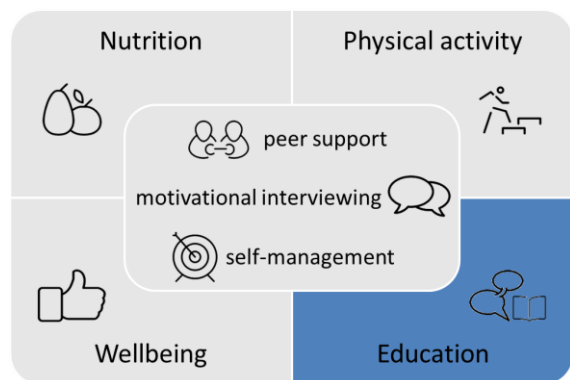 Nutrition
Physical activity
peer support
motivational interviewing
self-management
Wellbeing
Education